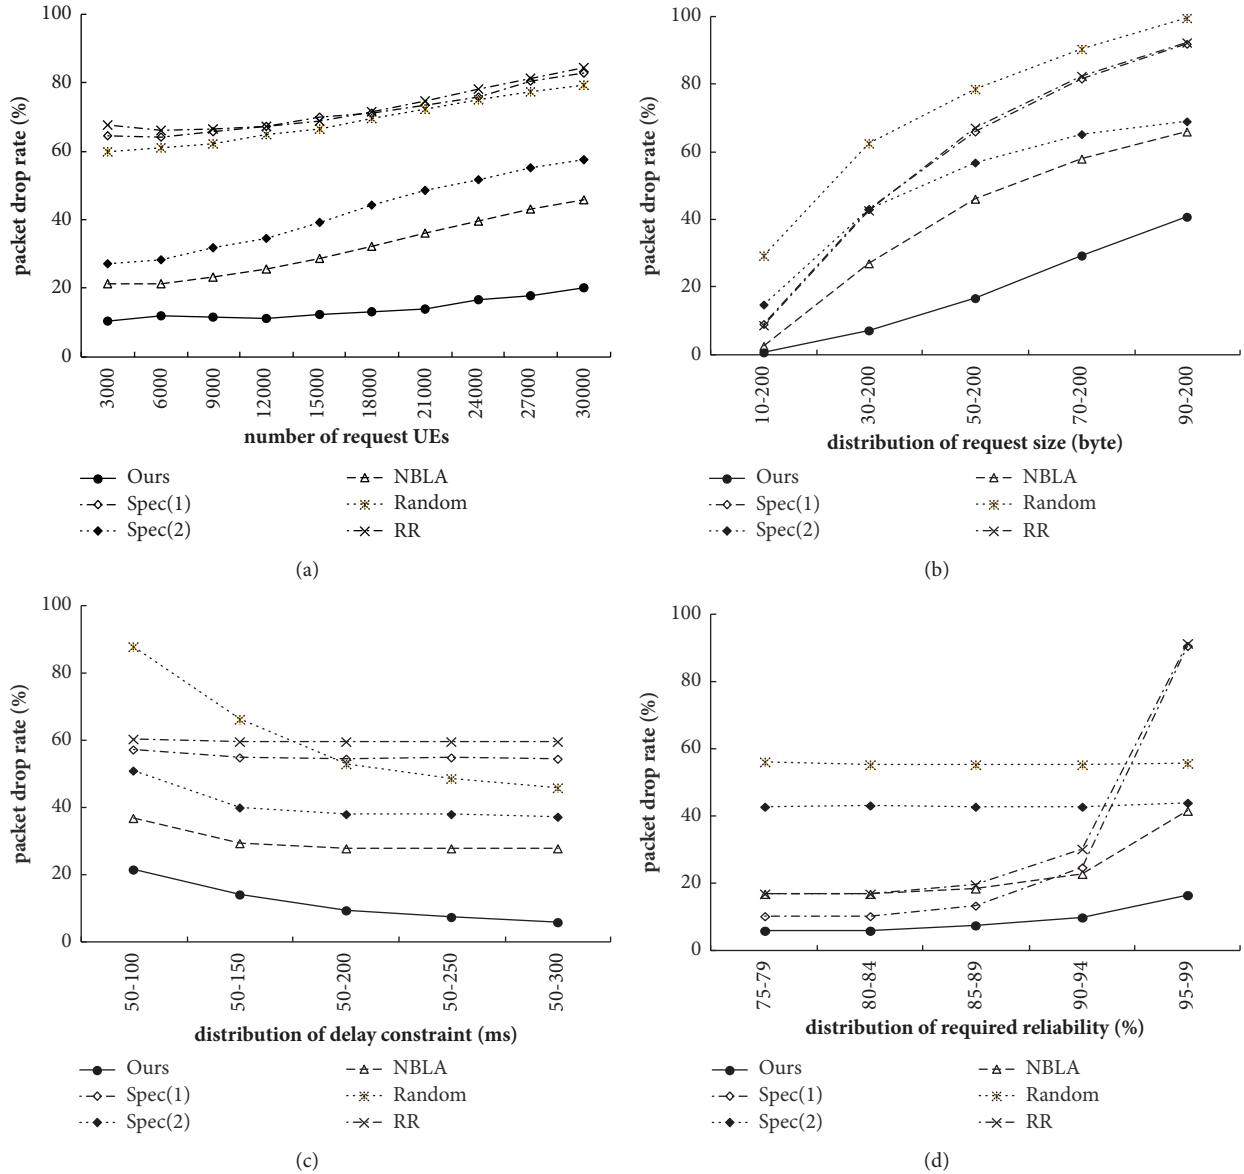 100
80
60
40
20
0
packet drop rate (%)
3000
6000
9000
12000
15000
18000
21000
24000
27000
30000
number of request UEs
Ours
Spec(1)
Spec(2)
NBLA
Random
RR
(a)
100
80
60
40
20
0
packet drop rate (%)
10-200
30-200
50-200
70-200
90-200
distribution of request size (byte)
Ours
Spec(1)
Spec(2)
NBLA
Random
RR
(b)
100
80
60
40
20
0
packet drop rate (%)
50-100
50-150
50-200
50-250
50-300
distribution of delay constraint (ms)
Ours
Spec(1)
Spec(2)
NBLA
Random
RR
(c)
100
80
60
40
20
0
packet drop rate (%)
75-79
80-84
85-89
90-94
95-99
distribution of required reliability (%)
Ours
Spec(1)
Spec(2)
NBLA
Random
RR
(d)